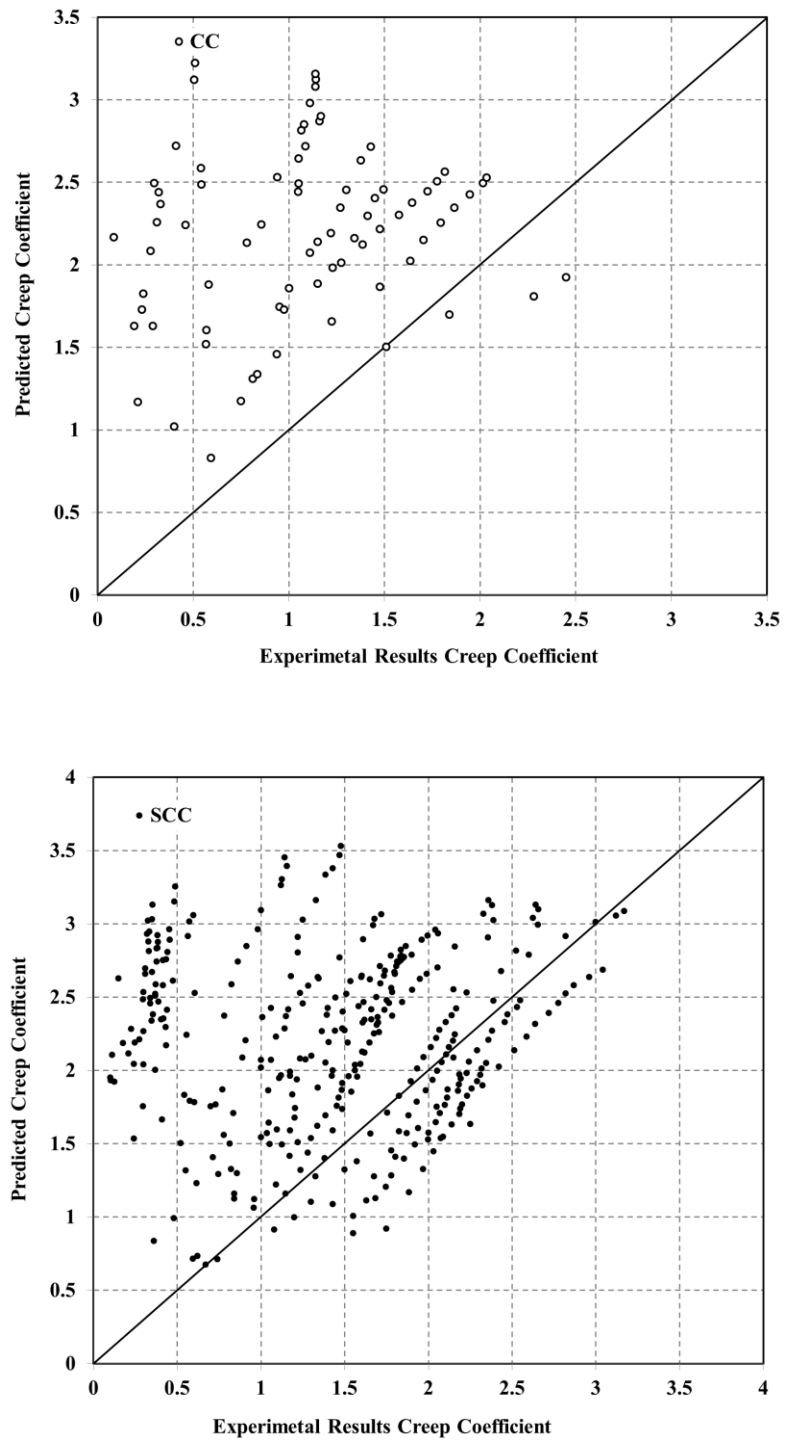 3.5
CC
3
2.5
2
1.5
1
0.5
0
0 0.5 1 1.5 2 2.5 3 3.5
Predicted Creep Coefficient
Experimetal Results Creep Coefficient
4
SCC
3.5
3
2.5
2
1.5
1
0.5
0
0 0.5 1 1.5 2 2.5 3 3.5 4
Predicted Creep Coefficient
Experimetal Results Creep Coefficient